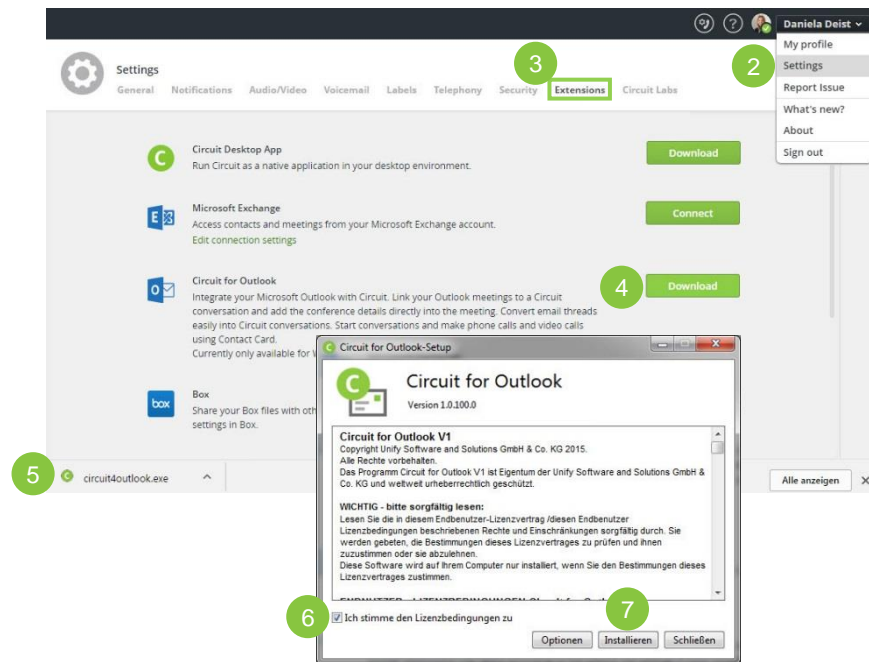 Daniela Deist
My profile
2
Settings
Report Issue
What's new?
About
Sign out
Settings
3
General Notifications Audio/Video Voicemail Labels Telephony Security Extensions Circuit Labs
C
Circuit Desktop App
Run Circuit as a native application in your desktop environment.
Download
E
Microsoft Exchange
Access contacts and meetings from your Microsoft Exchange account.
Edit connection settings
Connect
o
Circuit for Outlook
Integrate your Microsoft Outlook with Circuit. Link your Outlook meetings to a Circuit
conversation and add the conference details directly into the meeting. Convert email threads
easily into Circuit conversations. Start conversations and make phone calls and video calls
using Contact Card.
Currently only available for
4
Download
box
Box
Share your Box files with
settings in Box.
5
C
circuit4outlook.exe
Alle anzeigen
C
Circuit for Outlook-Setup
C
Circuit for Outlook
Version 1.0.100.0
Circuit for Outlook V1
Copyright Unify Software and Solutions GmbH & Co. KG 2015.
Alle Rechte vorbehalten.
Das Programm Circuit for Outlook V1 ist Eigentum der Unify Software and Solutions GmbH &
Co. KG und weltweit urheberrechtlich geschützt.
WICHTIG - bitte sorgfältig lesen:
Lesen Sie die in diesem Endbenutzer-Lizenzvertrag /diesen Endbenutzer
Lizenzbedingungen beschriebenen Rechte und Einschränkungen sorgfältig durch. Sie
werden gebeten, die Bestimmungen dieses Lizenzvertrages zu prüfen und ihnen
zuzustimmen oder sie abzulehnen.
Diese Software wird auf Ihrem Computer nur installiert, wenn Sie den Bestimmungen dieses
Lizenzvertrages zustimmen.
6
Ich stimme den Lizenzbedingungen zu
7
Optionen Installieren Schließen